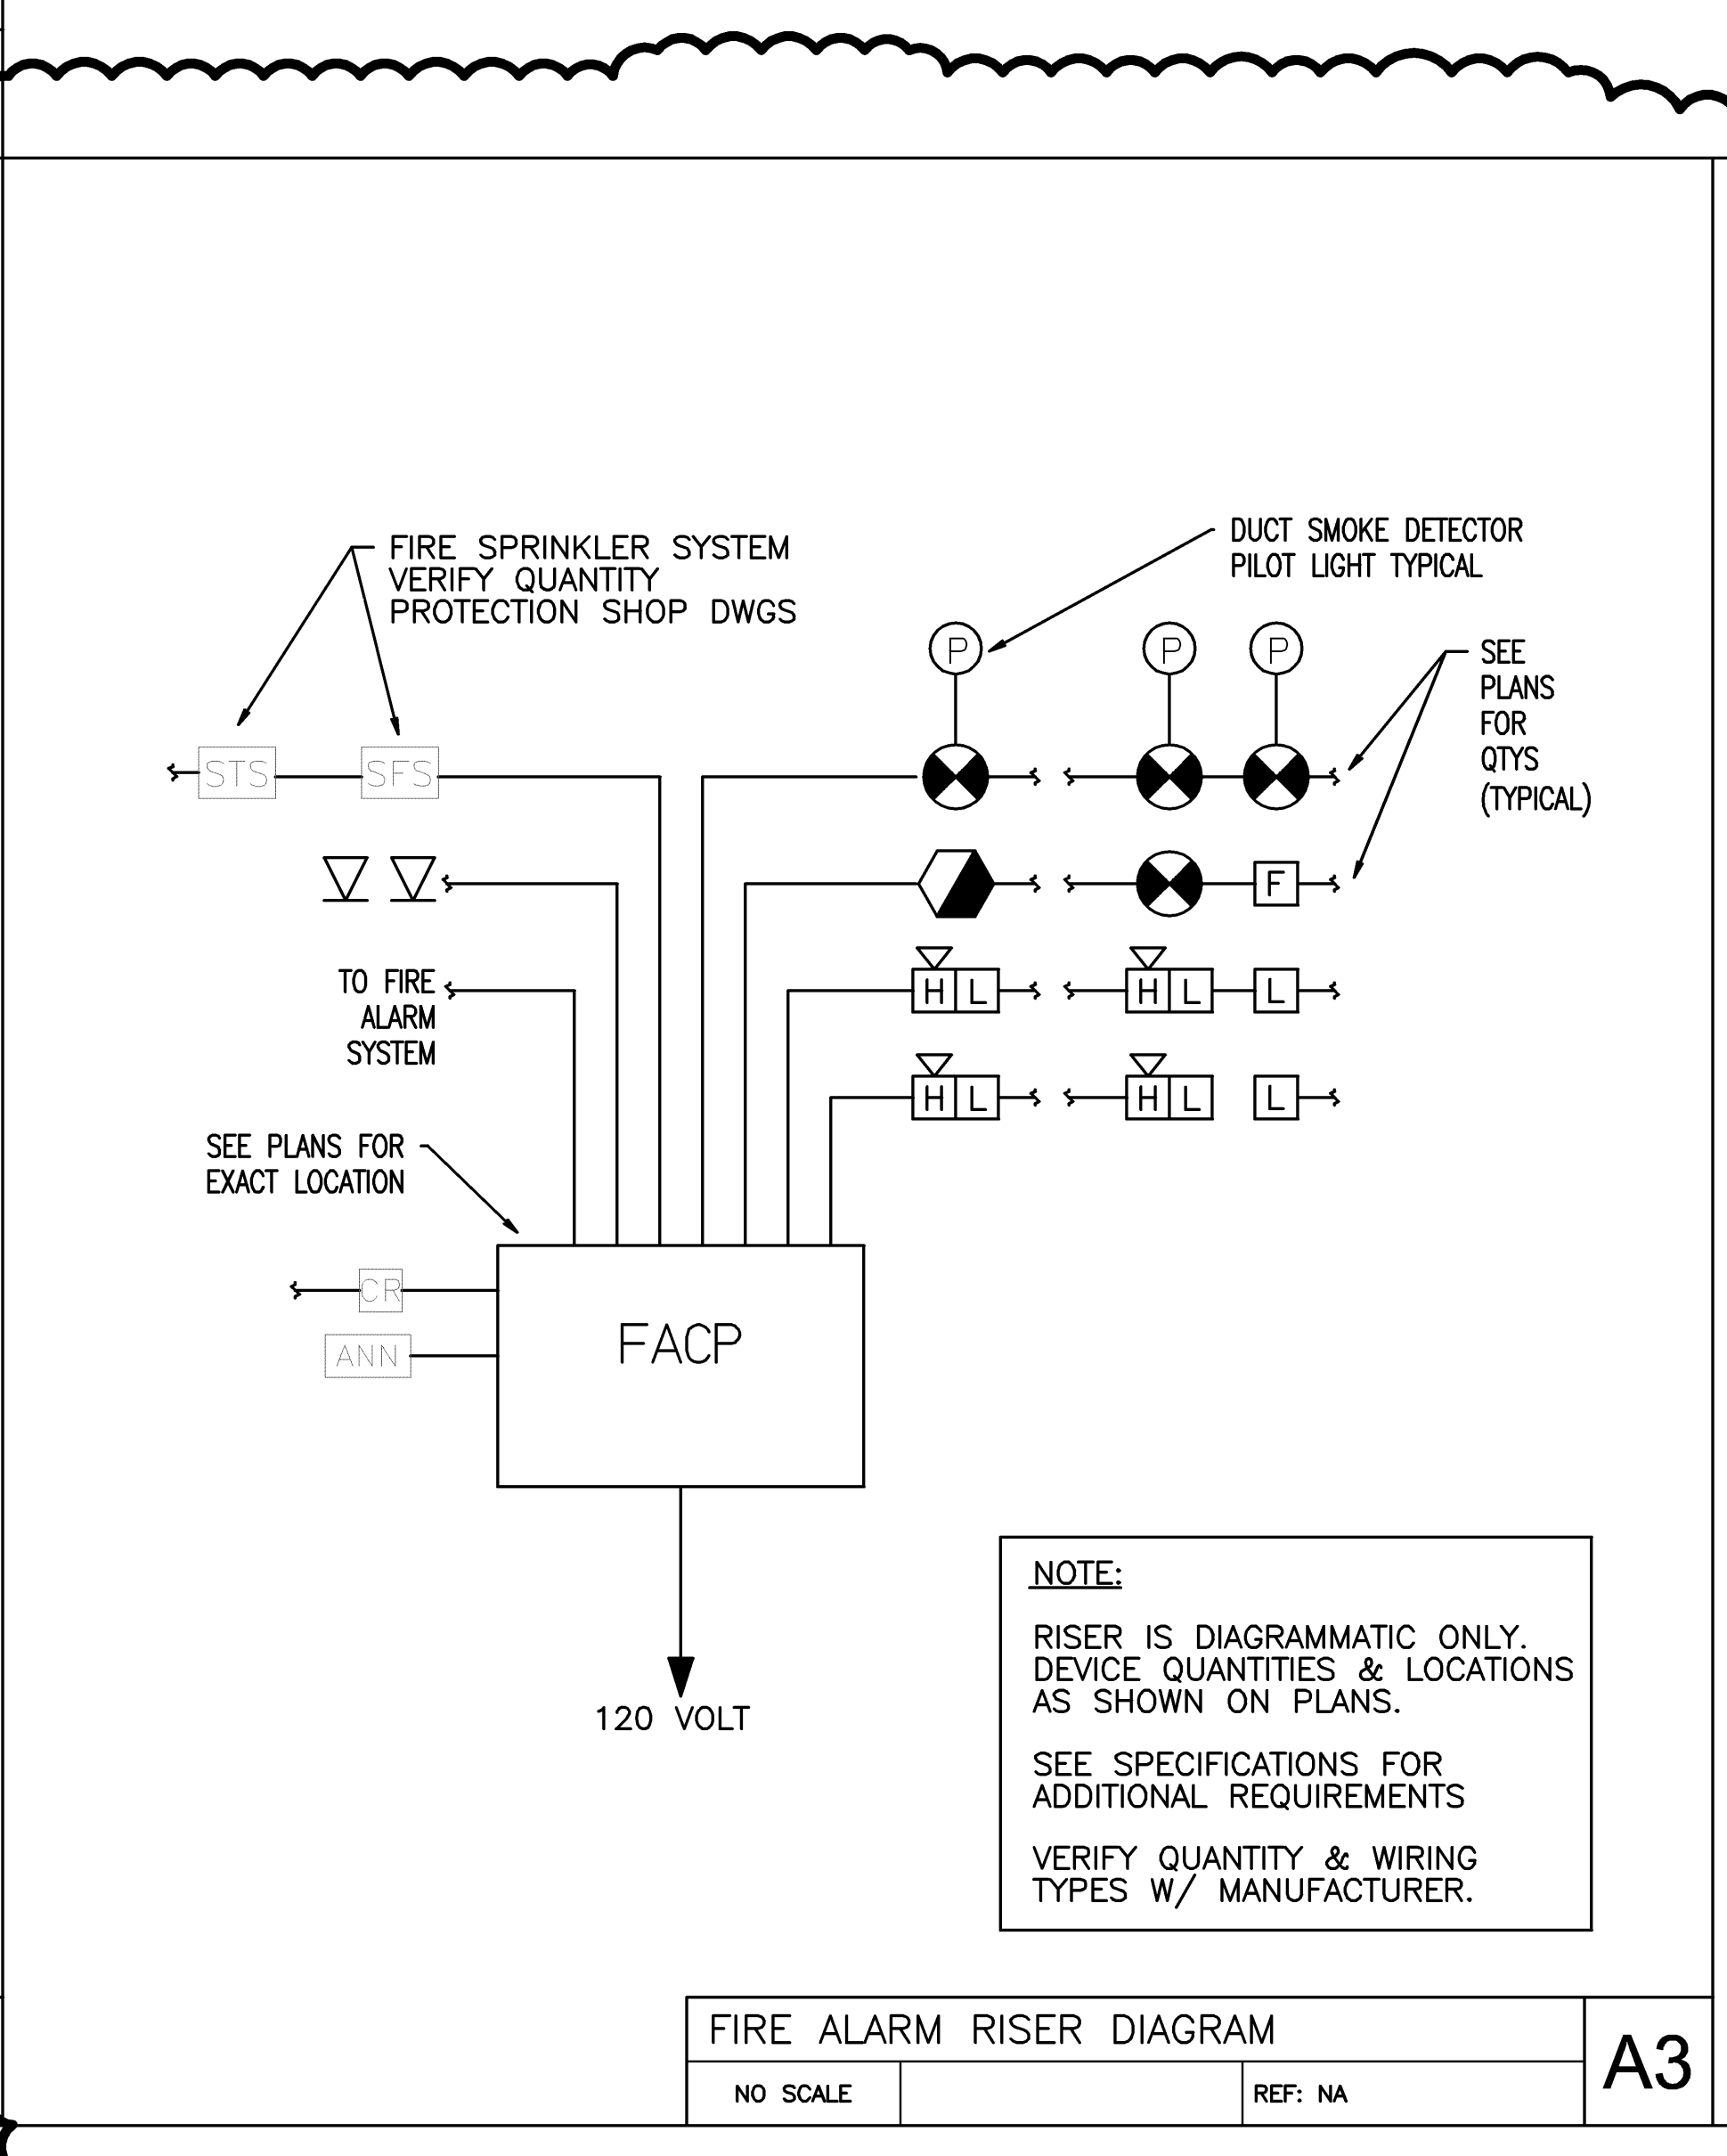 FIRE SPRINKLER SYSTEM
VERIFY QUANTITY
PROTECTION SHOP DWGS
DUCT SMOKE DETECTOR
PILOT LIGHT TYPICAL
P
P
P
SEE
PLANS
FOR
QTYS
(TYPICAL)
STS
SFS
F
TO FIRE
ALARM
SYSTEM
H L
H L
L
H L
H L
L
SEE PLANS FOR
EXACT LOCATION
CR
ANN
FACP
120 VOLT
NOTE:
RISER IS DIAGRAMMATIC ONLY.
DEVICE QUANTITIES & LOCATIONS
AS SHOWN ON PLANS.
SEE SPECIFICATIONS FOR
ADDITIONAL REQUIREMENTS
VERIFY QUANTITY & WIRING
TYPES W/ MANUFACTURER.
FIRE ALARM RISER DIAGRAM
A3
NO SCALE
REF: NA